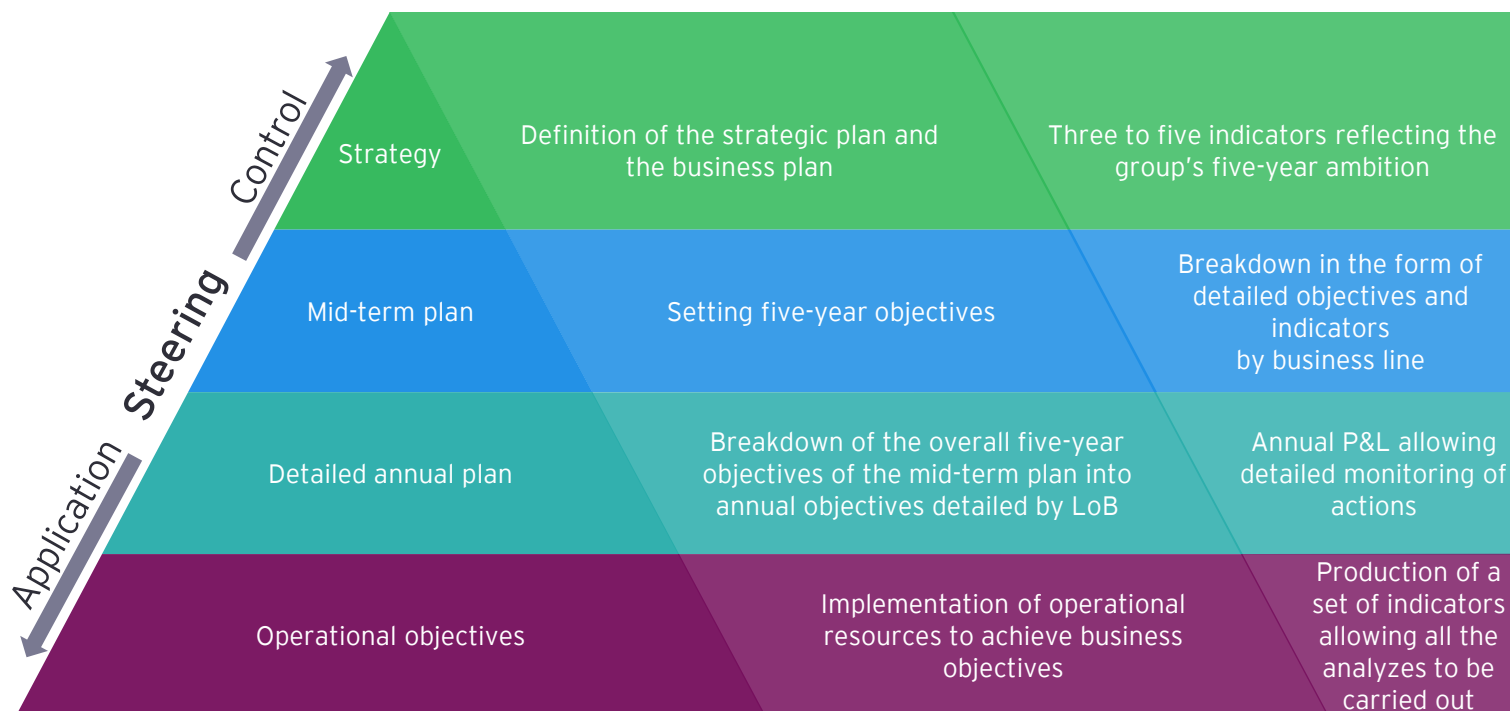 Control
Steering
Application
Strategy
Definition of the strategic plan and
the business plan
Three to five indicators reflecting the
group's five-year ambition
Mid-term plan
Setting five-year objectives
Breakdown in the form of
detailed objectives and
indicators
by business line
Detailed annual plan
Breakdown of the overall five-year
objectives of the mid-term plan into
annual objectives detailed by LoB
Annual P&L allowing
detailed monitoring of
actions
Operational objectives
Implementation of operational
resources to achieve business
objectives
Production of a
set of indicators
allowing all the
analyzes to be
carried out